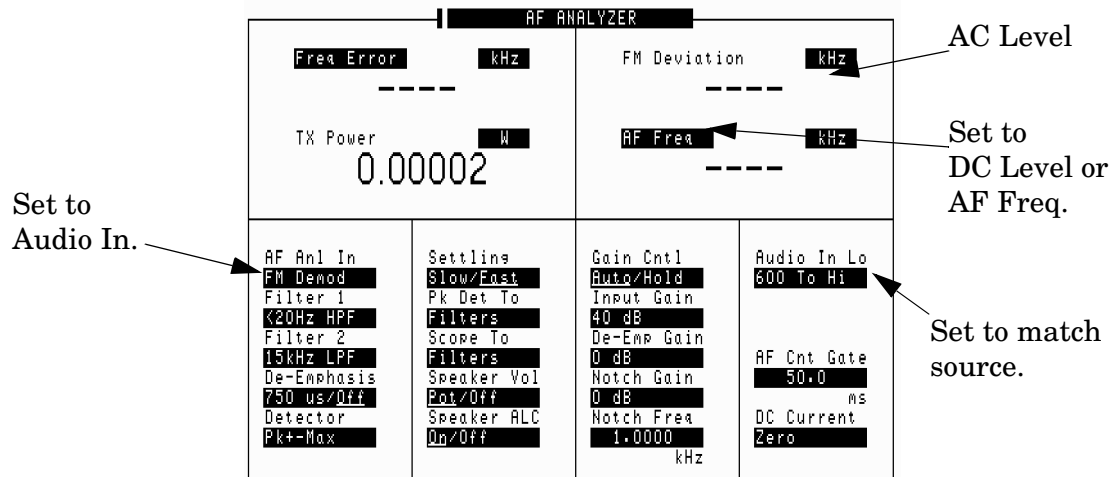 AF ANALYZER
Freq Error kHz
FM Deviation kHz
AC Level
TX Power W
0.00002
AF Freq kHz
Set to
DC Level or
AF Freq.
Set to
Audio In.
AF Anl In
FM Demod
Filter 1
<20Hz HPF
Filter 2
15kHz LPF
De-Emphasis
750 us/Off
Detector
Pk+-Max
Settling
Slow/Fast
Pk Det To
Filters
Scope To
Filters
Speaker Vol
Pot/Off
Speaker ALC
On/Off
Gain Cntl
Auto/Hold
Input Gain
40 dB
De-Emp Gain
0 dB
Notch Gain
0 dB
Notch Freq
1.0000
kHz
Audio In Lo
600 To Hi
AF Cnt Gate
50.0
ms
DC Current
Zero
Set to match
source.